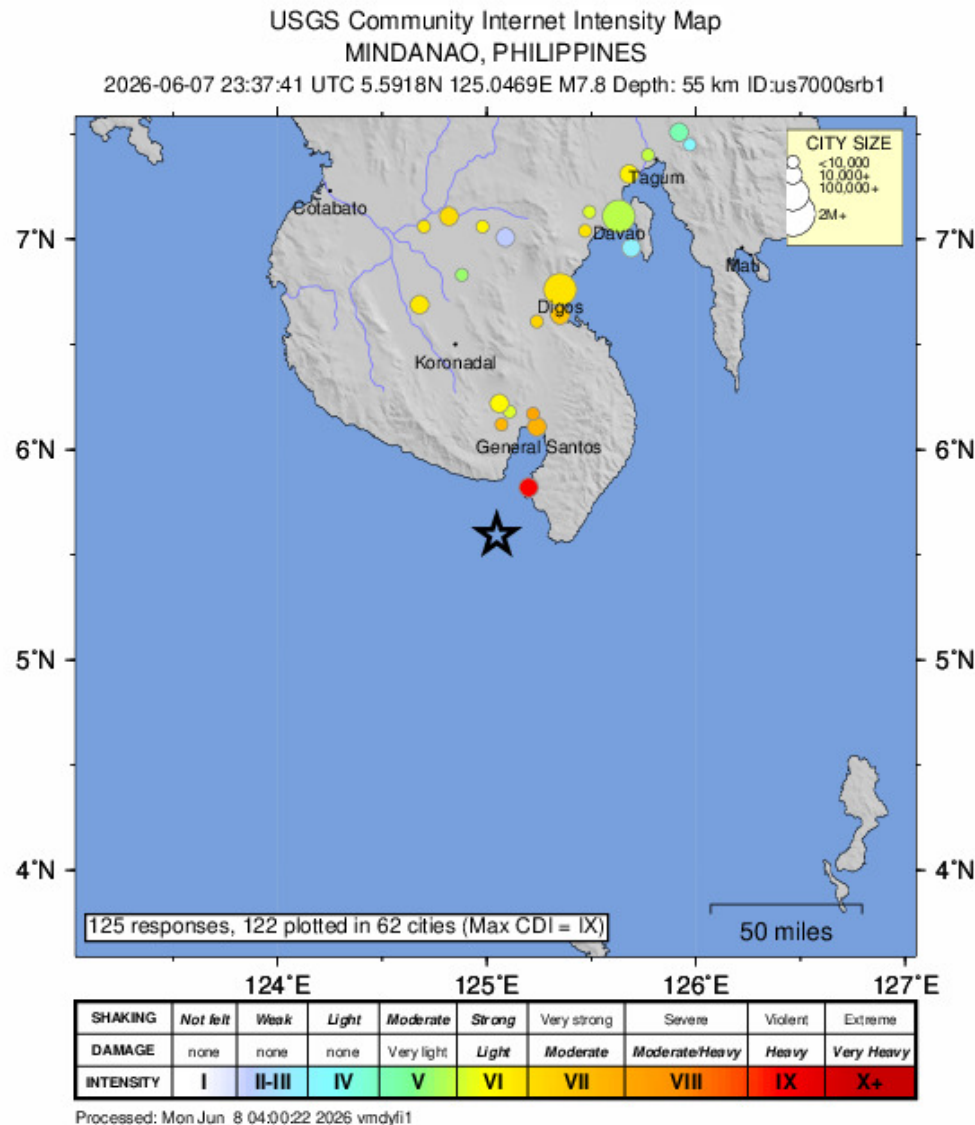 USGS Community Internet Intensity Map
MINDANAO, PHILIPPINES
2026-06-07 23:37:41 UTC 5.5918N 125.0469E M7.8 Depth: 55 km ID:us7000srb1
CITY SIZE
<10,000
10,000+
100,000+
2M+
Tagum
Cotabato
7°N
Davao
7°N
Mati
Digos
Koronadal
6°N
General Santos
6°N
5°N
5°N
4°N
4°N
125 responses, 122 plotted in 62 cities (Max CDI = IX)
50 miles
124°E 125°E 126°E 127°E
SHAKING Not felt Weak Light Moderate Strong Very strong Severe Violent Extreme
DAMAGE none none none Very light Light Moderate Moderate/Heavy Heavy Very Heavy
INTENSITY I II-III IV V VI VII VIII IX X+
Processed: Mon Jun 8 04:00:22 2026 vmdyfi1